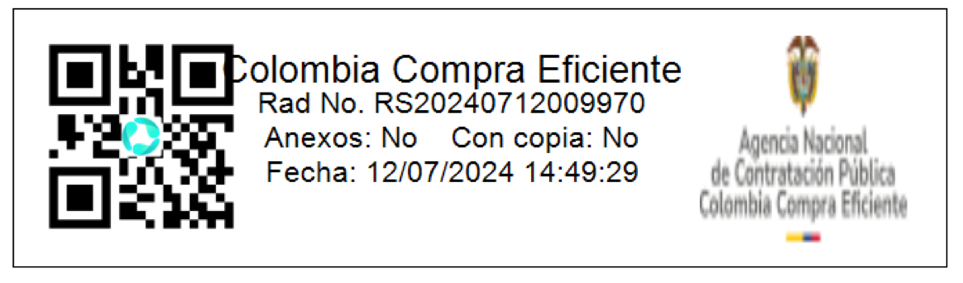 Colombia Compra Eficiente
Rad No. RS20240712009970
Anexos: No Con copia: No
Fecha: 12/07/2024 14:49:29
Agencia Nacional
de Contratación Pública
Colombia Compra Eficiente